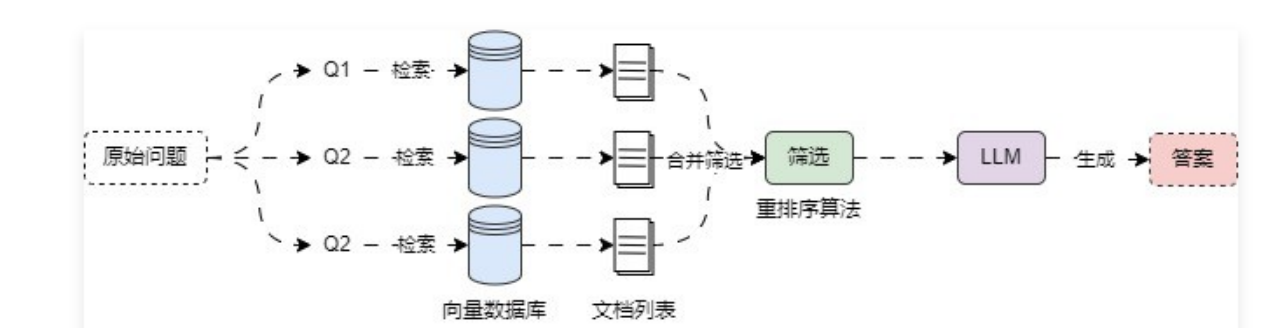 Q1
检索
原始问题
Q2
检索
合并筛选
筛选
LLM
生成
答案
重排序算法
Q2
检索
向量数据库
文档列表